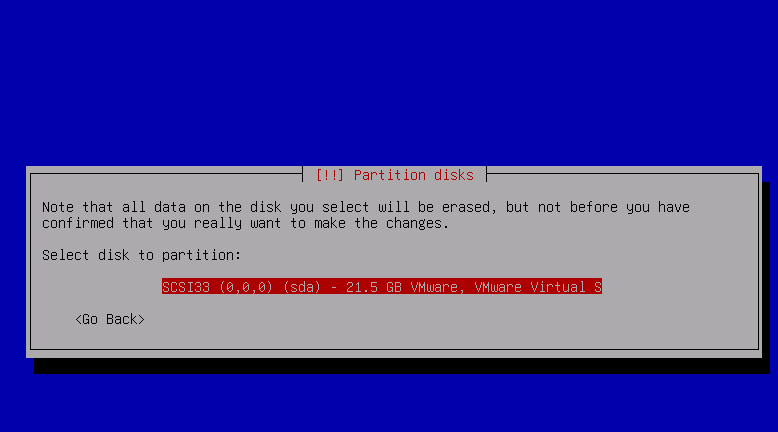 [!!] Partition disks
Note that all data on the disk you select will be erased, but not before you have
confirmed that you really want to make the changes.
Select disk to partition:
SCSI33 (0,0,0) (sda) - 21.5 GB VMware, VMware Virtual S
<Go Back>